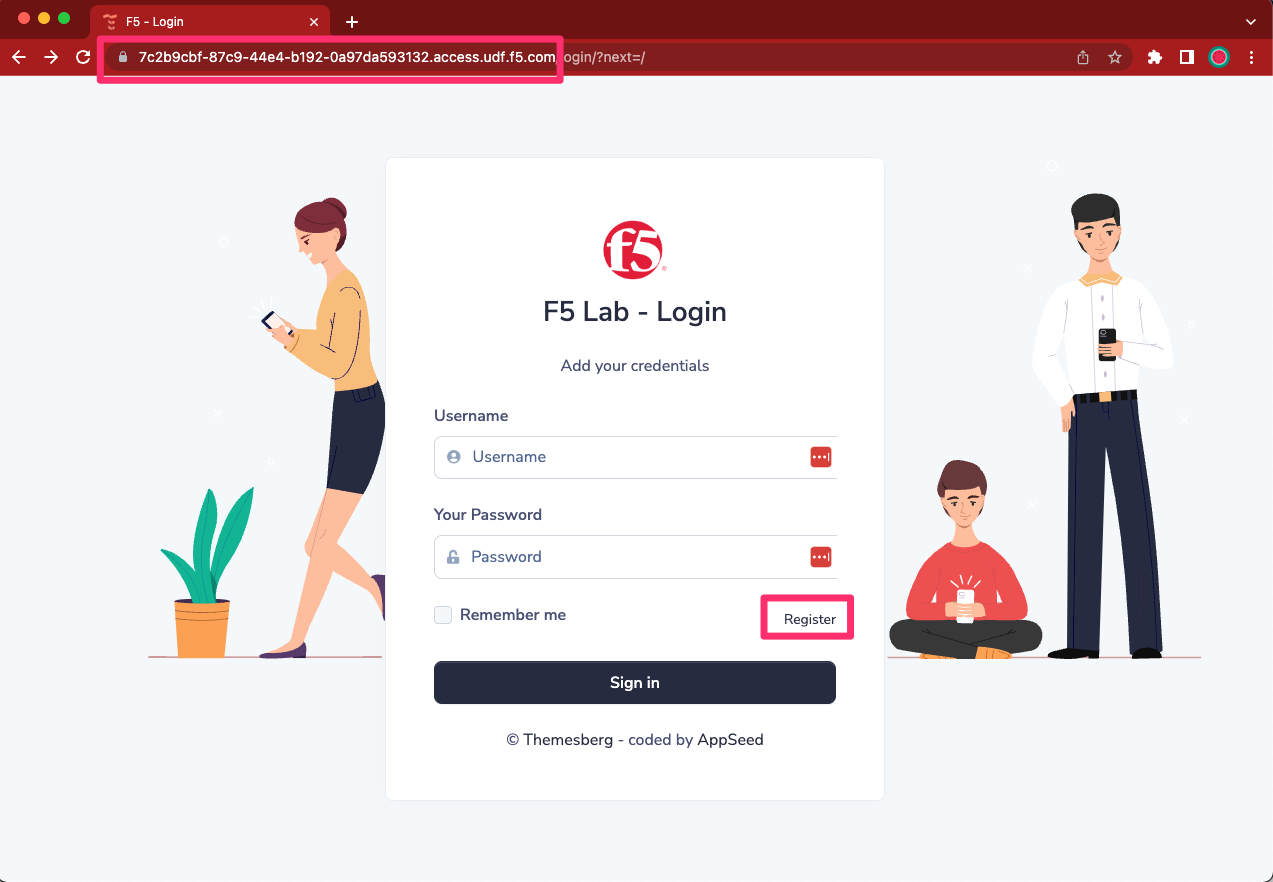 F5 - Login
7c2b9cbf-87c9-44e4-b192-0a97da593132.access.udf.f5.com/login/?next=/
f5
F5 Lab - Login
Add your credentials
Username
Username
Your Password
Password
Remember me
Register
Sign in
© Themesberg - coded by AppSeed